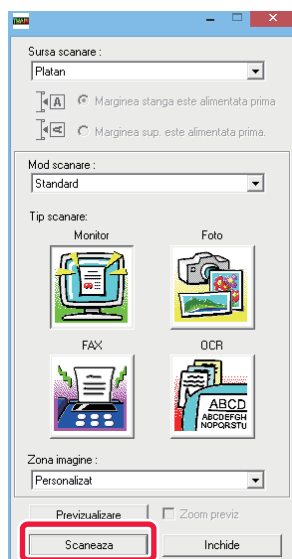 Sursa scanare :
Platan
A Marginea stanga este alimentata prima
A Marginea sup. este alimentata prima.
Mod scanare :
Standard
Tip scanare:
Monitor Foto
FAX OCR
ABCD
ABCDEFGH
NOPQRSTU
Zona imagine :
Personalizat
Previzualizare Zoom previz
Scaneaza Inchide